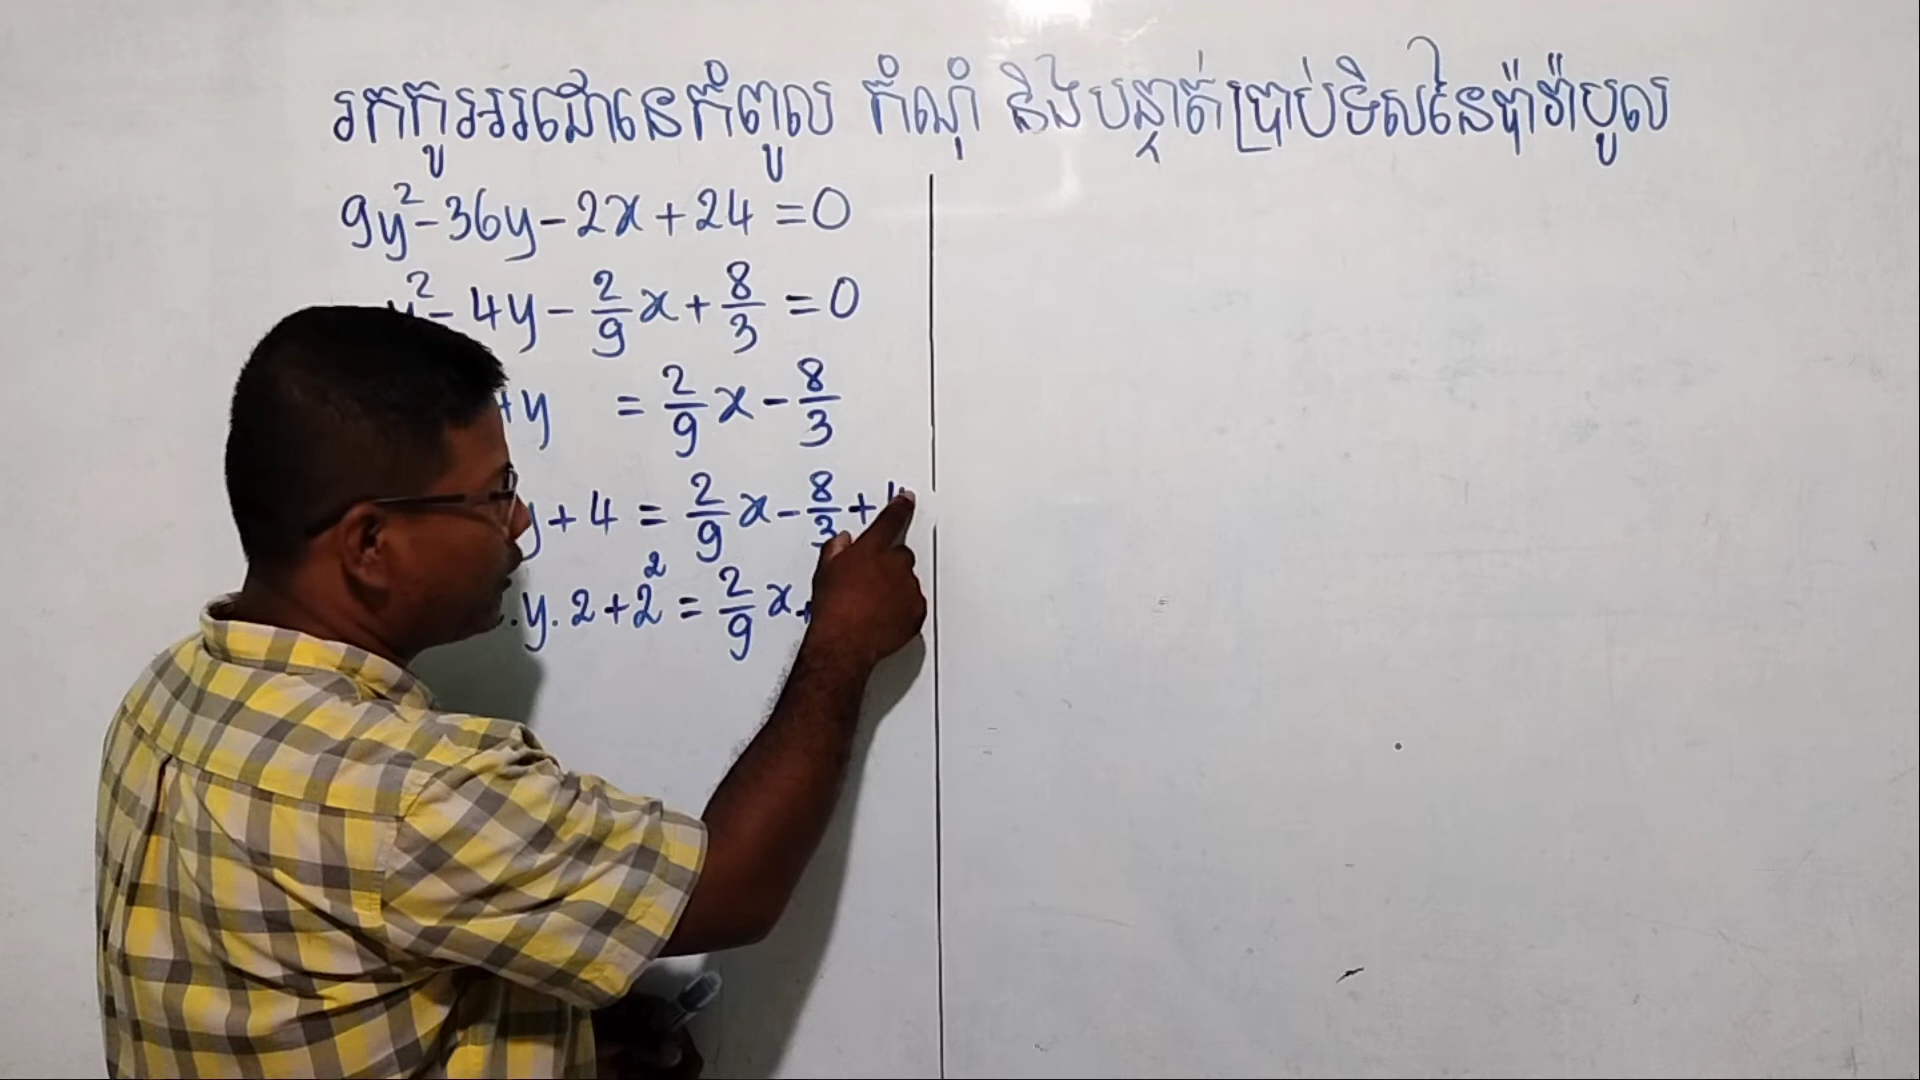 រកកូអរដោនេកំពូល កំណុំ និងបន្ទាត់ប្រាប់ទិសនៃប៉ារ៉ាបូល
9y² - 36y - 2x + 24 = 0
y² - 4y - 2/9 x + 8/3 = 0
y = 2/9 x - 8/3
y + 4 = 2/9 x - 8/3 + 4
.y.2 + 2² = 2/9 x +